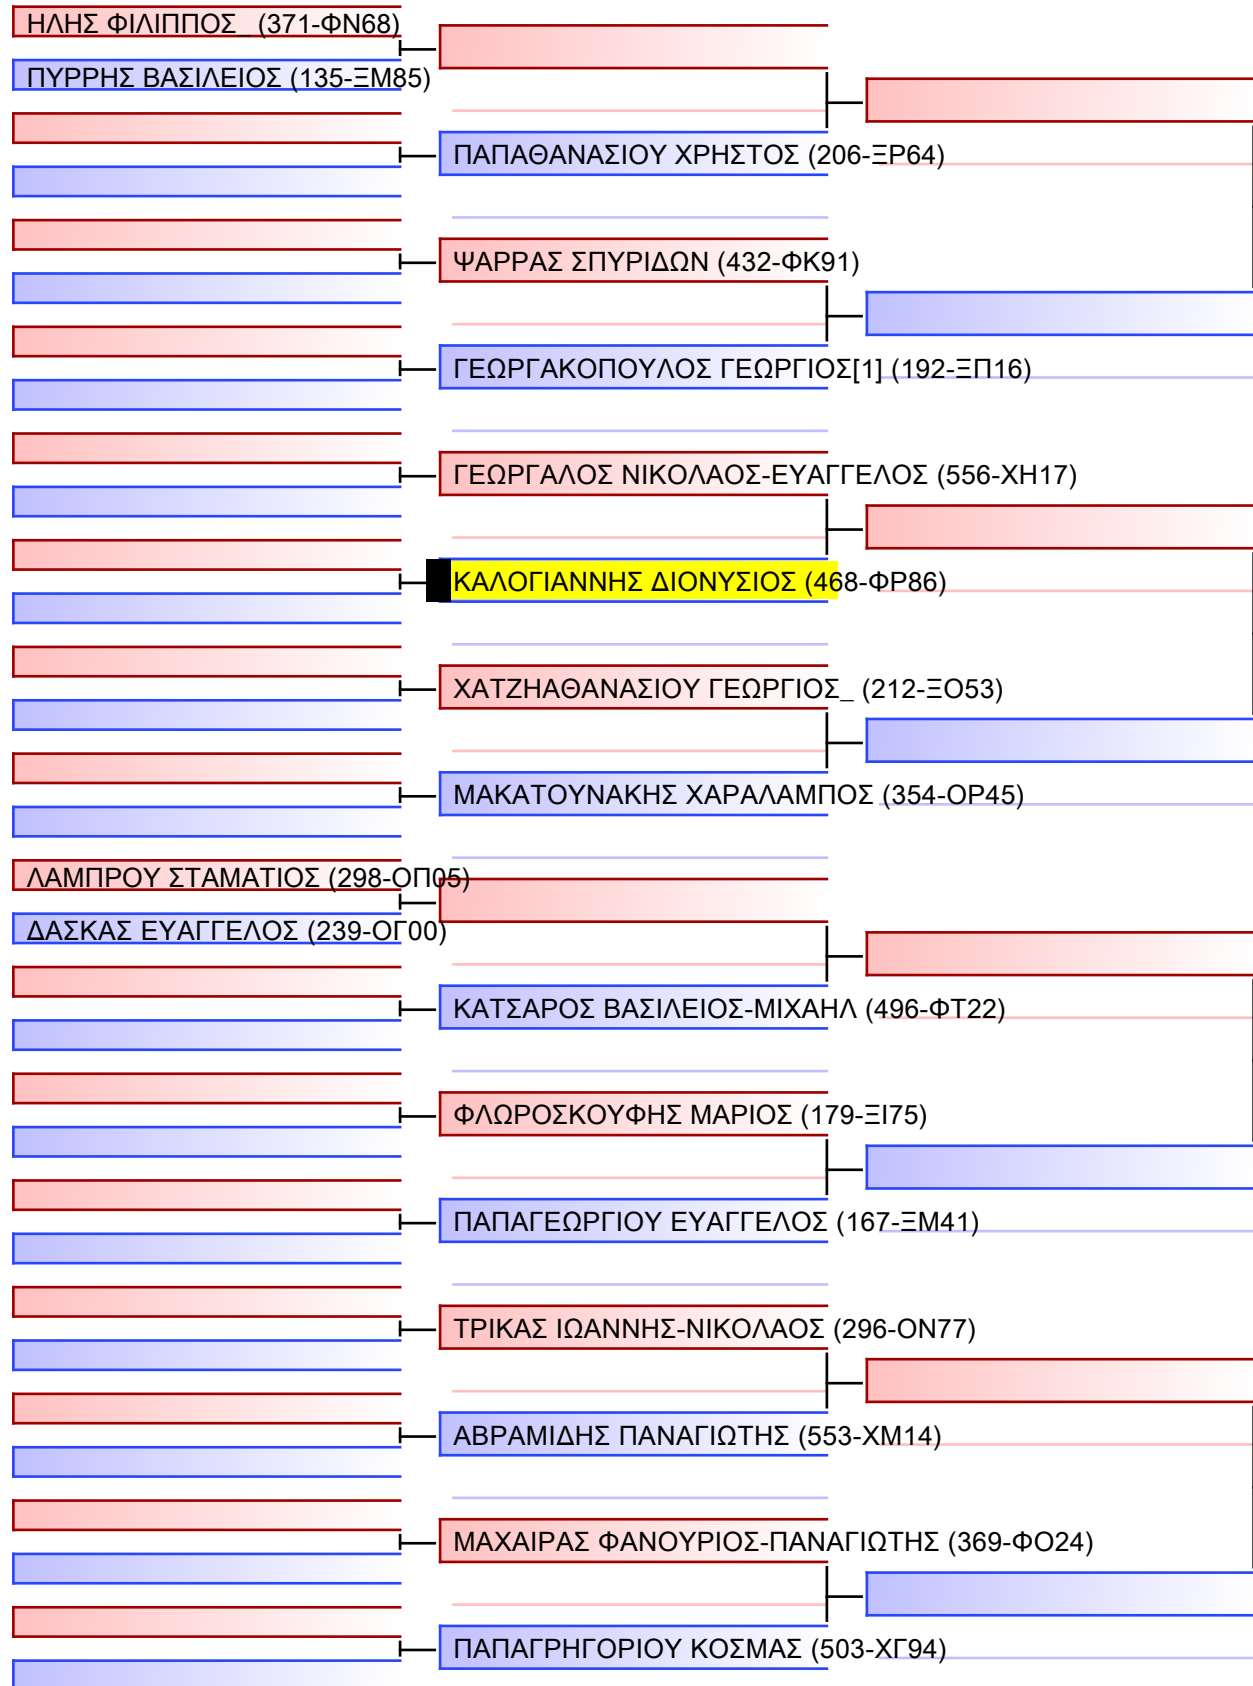 ΗΛΗΣ ΦΙΛΙΠΠΟΣ_ (371-ΦΝ68)
ΠΥΡΡΗΣ ΒΑΣΙΛΕΙΟΣ (135-ΞΜ85)
ΠΑΠΑΘΑΝΑΣΙΟΥ ΧΡΗΣΤΟΣ (206-ΞΡ64)
ΨΑΡΡΑΣ ΣΠΥΡΙΔΩΝ (432-ΦΚ91)
ΓΕΩΡΓΑΚΟΠΟΥΛΟΣ ΓΕΩΡΓΙΟΣ[1] (192-ΞΠ16)
ΓΕΩΡΓΑΛΟΣ ΝΙΚΟΛΑΟΣ-ΕΥΑΓΓΕΛΟΣ (556-ΧΗ17)
ΚΑΛΟΓΙΑΝΝΗΣ ΔΙΟΝΥΣΙΟΣ (468-ΦΡ86)
ΧΑΤΖΗΑΘΑΝΑΣΙΟΥ ΓΕΩΡΓΙΟΣ_ (212-ΞΟ53)
ΜΑΚΑΤΟΥΝΑΚΗΣ ΧΑΡΑΛΑΜΠΟΣ (354-ΟΡ45)
ΛΑΜΠΡΟΥ ΣΤΑΜΑΤΙΟΣ (298-ΟΠ05)
ΔΑΣΚΑΣ ΕΥΑΓΓΕΛΟΣ (239-ΟΓ00)
ΚΑΤΣΑΡΟΣ ΒΑΣΙΛΕΙΟΣ-ΜΙΧΑΗΛ (496-ΦΤ22)
ΦΛΩΡΟΣΚΟΥΦΗΣ ΜΑΡΙΟΣ (179-ΞΙ75)
ΠΑΠΑΓΕΩΡΓΙΟΥ ΕΥΑΓΓΕΛΟΣ (167-ΞΜ41)
ΤΡΙΚΑΣ ΙΩΑΝΝΗΣ-ΝΙΚΟΛΑΟΣ (296-ΟΝ77)
ΑΒΡΑΜΙΔΗΣ ΠΑΝΑΓΙΩΤΗΣ (553-ΧΜ14)
ΜΑΧΑΙΡΑΣ ΦΑΝΟΥΡΙΟΣ-ΠΑΝΑΓΙΩΤΗΣ (369-ΦΟ24)
ΠΑΠΑΓΡΗΓΟΡΙΟΥ ΚΟΣΜΑΣ (503-ΧΓ94)